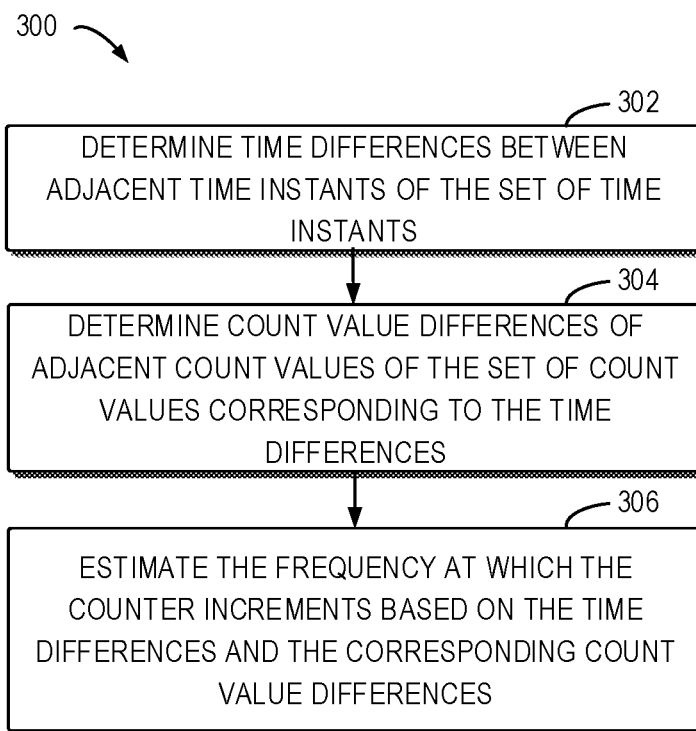 300
302
DETERMINE TIME DIFFERENCES BETWEEN
ADJACENT TIME INSTANTS OF THE SET OF TIME
INSTANTS
304
DETERMINE COUNT VALUE DIFFERENCES OF
ADJACENT COUNT VALUES OF THE SET OF COUNT
VALUES CORRESPONDING TO THE TIME
DIFFERENCES
306
ESTIMATE THE FREQUENCY AT WHICH THE
COUNTER INCREMENTS BASED ON THE TIME
DIFFERENCES AND THE CORRESPONDING COUNT
VALUE DIFFERENCES